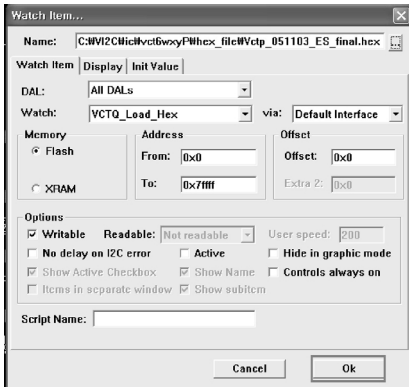 Watch Item...
Name: C:₩VI2C₩ic₩vct6wxyP₩hex_file₩Vctp_051103_ES_final.hex ...
Watch Item Display Init Value
DAL: All DALs
Watch: VCTQ_Load_Hex via: Default Interface
Memory Address Offset
Flash From: 0x0 Offset: 0x0
XRAM To: 0x7ffff Extra 2: 0x0
Options
Writable Readable: Not readable User speed: 200
No delay on I2C error Active Hide in graphic mode
Show Active Checkbox Show Name Controls always on
Items in separate window Show subitem
Script Name:
Cancel Ok